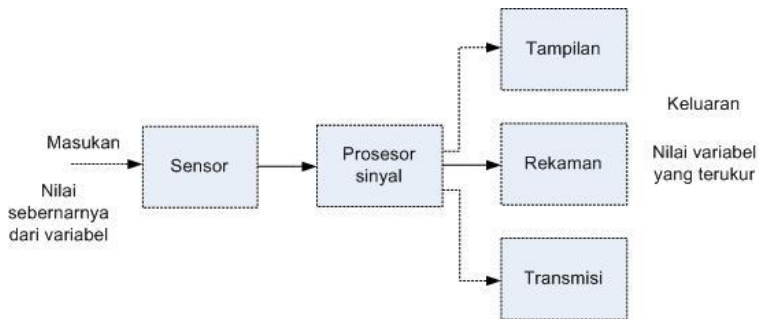 Masukan
Nilai
sebernarnya
dari variabel
Sensor
Prosesor
sinyal
Tampilan
Rekaman
Transmisi
Keluaran
Nilai variabel
yang terukur